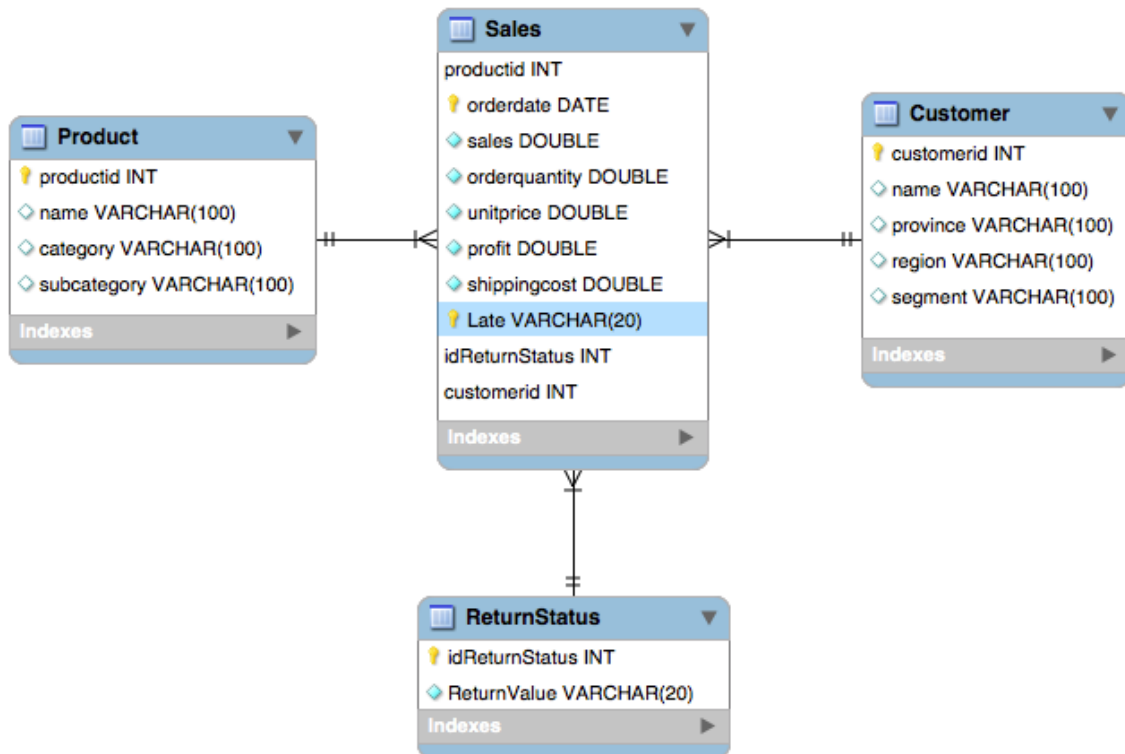 Sales
productid INT
orderdate DATE
sales DOUBLE
orderquantity DOUBLE
unitprice DOUBLE
profit DOUBLE
shippingcost DOUBLE
Late VARCHAR(20)
idReturnStatus INT
customerid INT
Indexes
Product
productid INT
name VARCHAR(100)
category VARCHAR(100)
subcategory VARCHAR(100)
Indexes
Customer
customerid INT
name VARCHAR(100)
province VARCHAR(100)
region VARCHAR(100)
segment VARCHAR(100)
Indexes
ReturnStatus
idReturnStatus INT
ReturnValue VARCHAR(20)
Indexes